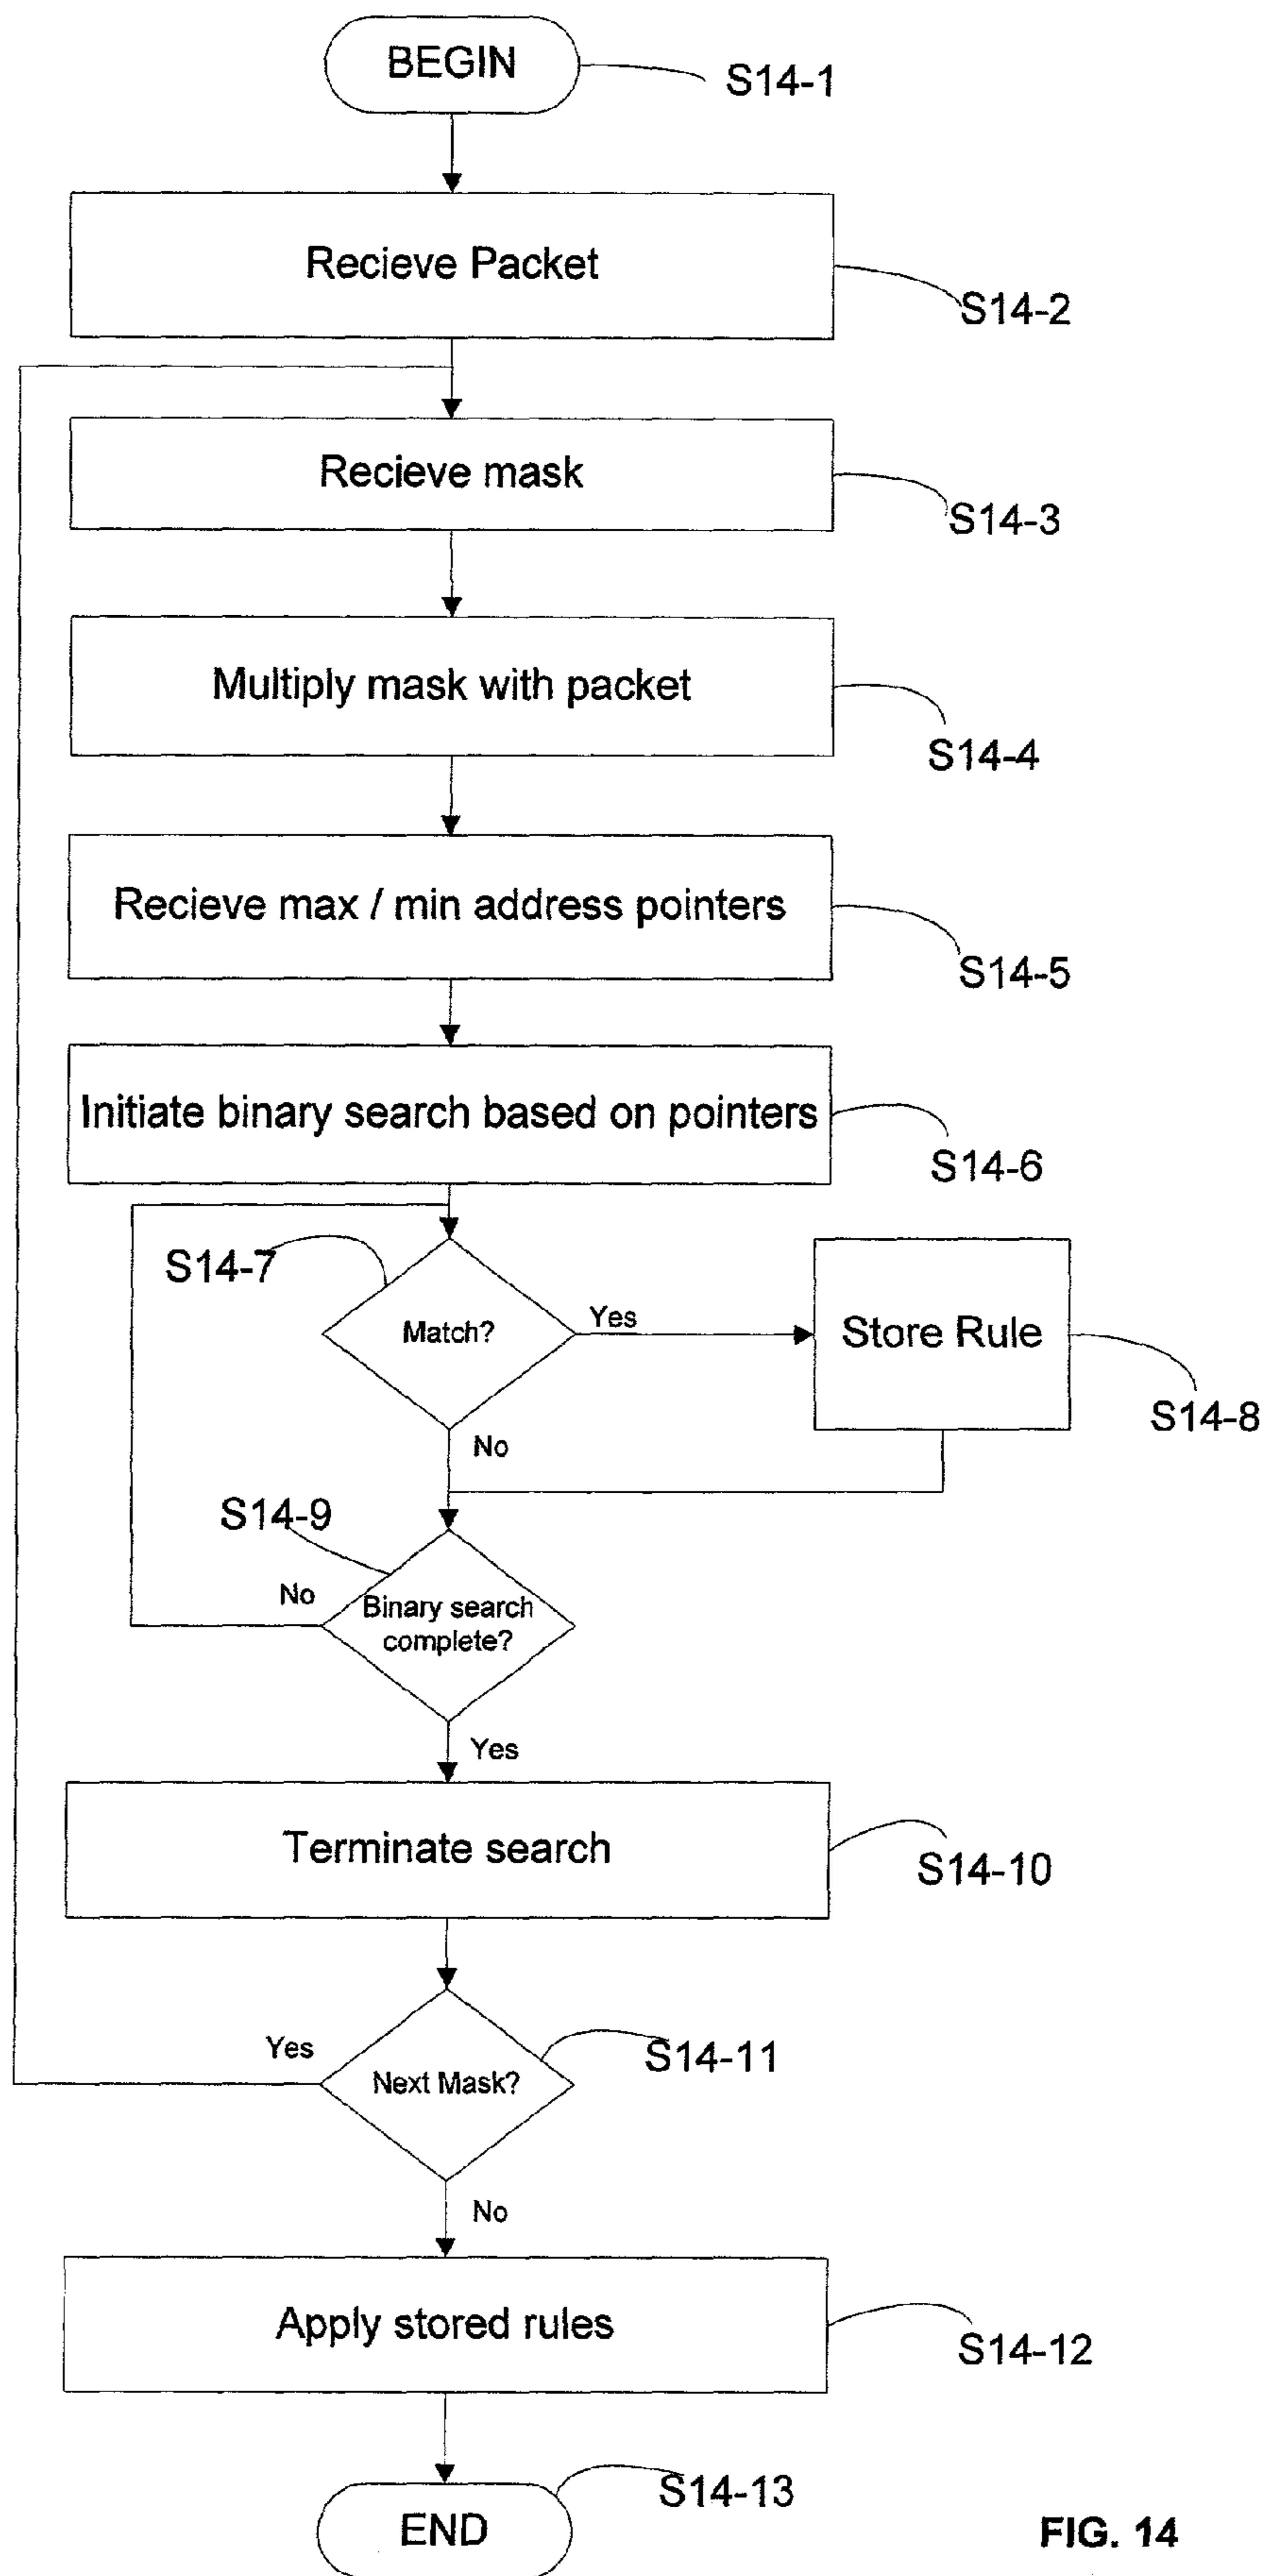 BEGIN
S14-1
Recieve Packet
S14-2
Recieve mask
S14-3
Multiply mask with packet
S14-4
Recieve max / min address pointers
S14-5
Initiate binary search based on pointers
S14-6
S14-7
Match?
Yes
Store Rule
S14-8
No
S14-9
No
Binary search
complete?
Yes
Terminate search
S14-10
Yes
Next Mask?
S14-11
No
Apply stored rules
S14-12
END
S14-13
FIG. 14